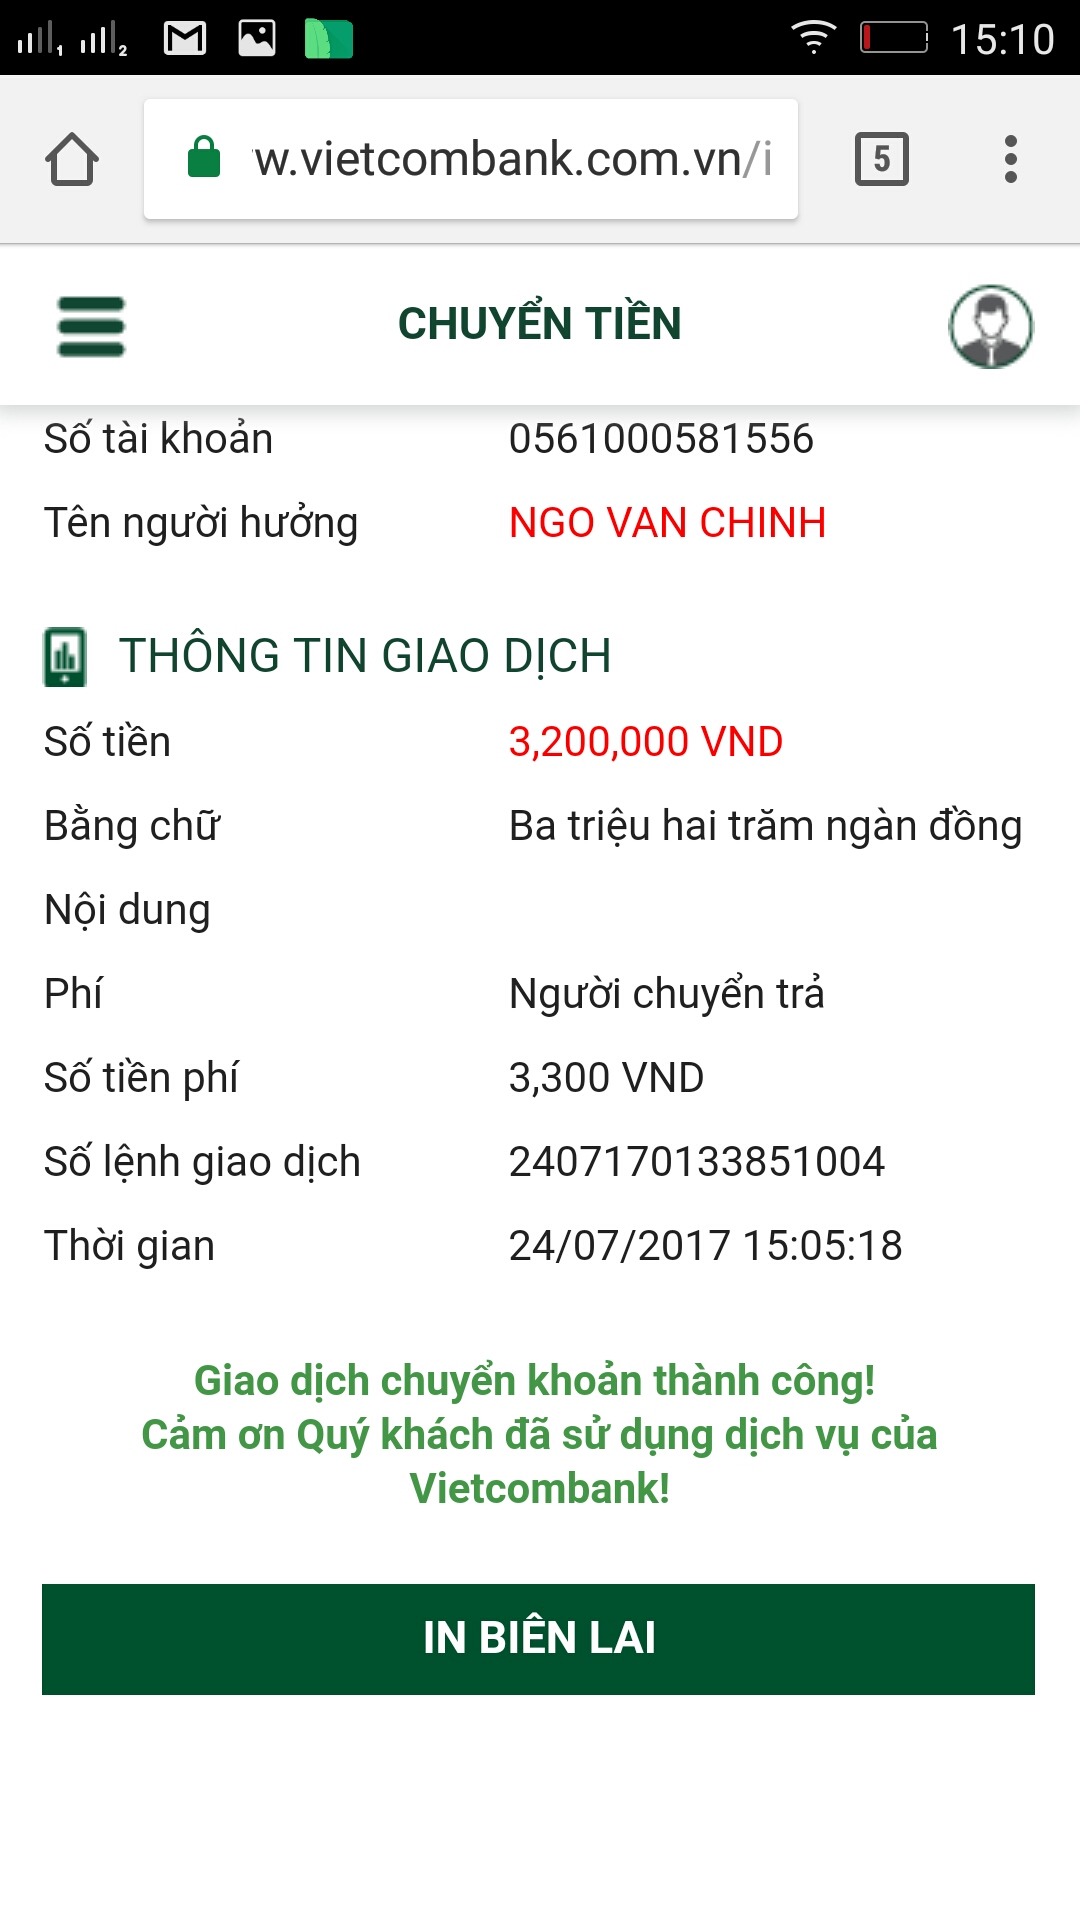 1 2 15:10
w.vietcombank.com.vn/i 5
CHUYỂN TIỀN
Số tài khoản 0561000581556
Tên người hưởng NGO VAN CHINH
THÔNG TIN GIAO DỊCH
Số tiền 3,200,000 VND
Bằng chữ Ba triệu hai trăm ngàn đồng
Nội dung
Phí Người chuyển trả
Số tiền phí 3,300 VND
Số lệnh giao dịch 2407170133851004
Thời gian 24/07/2017 15:05:18
Giao dịch chuyển khoản thành công!
Cảm ơn Quý khách đã sử dụng dịch vụ của
Vietcombank!
IN BIÊN LAI